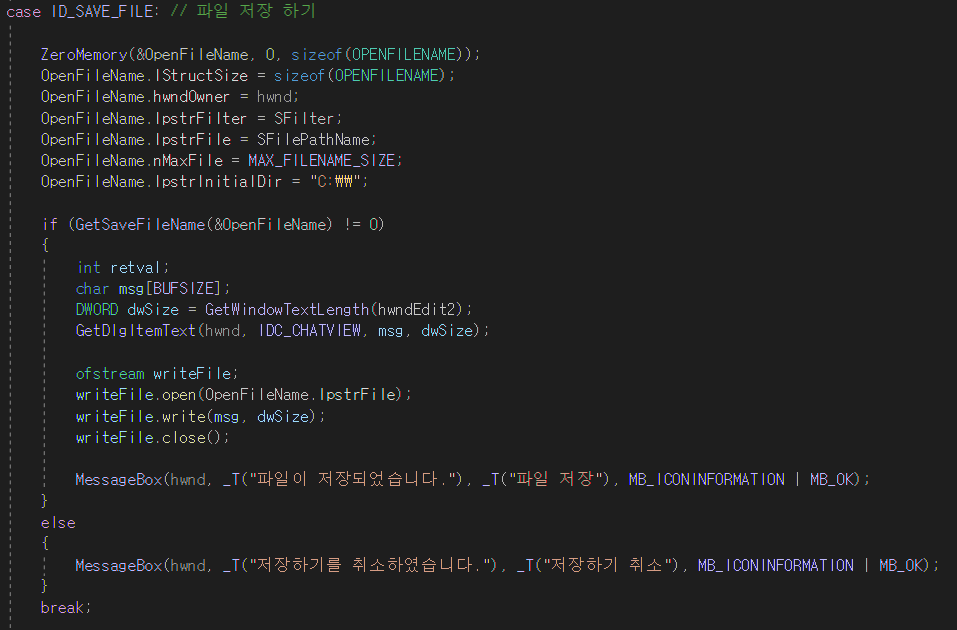 case ID_SAVE_FILE: // 파일 저장 하기
ZeroMemory(&OpenFileName, 0, sizeof(OPENFILENAME));
OpenFileName.lStructSize = sizeof(OPENFILENAME);
OpenFileName.hwndOwner = hwnd;
OpenFileName.lpstrFilter = SFilter;
OpenFileName.lpstrFile = SFilePathName;
OpenFileName.nMaxFile = MAX_FILENAME_SIZE;
OpenFileName.lpstrInitialDir = "C:₩₩";
if (GetSaveFileName(&OpenFileName) != 0)
{
int retval;
char msg[BUFSIZE];
DWORD dwSize = GetWindowTextLength(hwndEdit2);
GetDlgItemText(hwnd, IDC_CHATVIEW, msg, dwSize);
ofstream writeFile;
writeFile.open(OpenFileName.lpstrFile);
writeFile.write(msg, dwSize);
writeFile.close();
MessageBox(hwnd, _T("파일이 저장되었습니다."), _T("파일 저장"), MB_ICONINFORMATION | MB_OK);
}
else
{
MessageBox(hwnd, _T("저장하기를 취소하였습니다."), _T("저장하기 취소"), MB_ICONINFORMATION | MB_OK);
}
break;